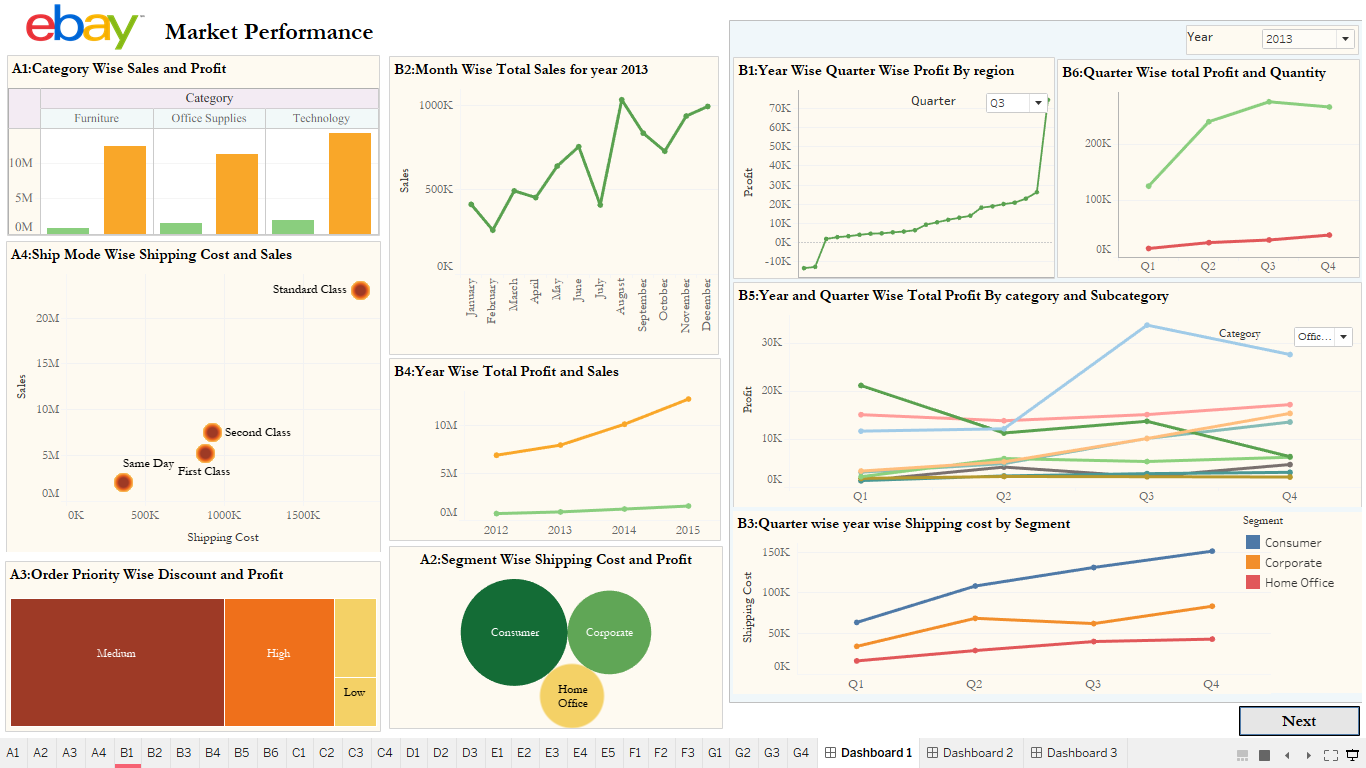 ebay™ Market Performance
A1:Category Wise Sales and Profit
Category
Furniture Office Supplies Technology
10M
5M
0M
A4:Ship Mode Wise Shipping Cost and Sales
Standard Class
Second Class
Same Day
First Class
Sales
20M
15M
10M
5M
0M
0K 500K 1000K 1500K
Shipping Cost
A3:Order Priority Wise Discount and Profit
Medium
High
Low
B2:Month Wise Total Sales for year 2013
Sales
1000K
500K
0K
January
February
March
April
May
June
July
August
September
October
November
December
B4:Year Wise Total Profit and Sales
10M
5M
0M
2012 2013 2014 2015
A2:Segment Wise Shipping Cost and Profit
Consumer
Corporate
Home
Office
Year 2013
B1:Year Wise Quarter Wise Profit By region
Quarter Q3
Profit
70K
60K
50K
40K
30K
20K
10K
0K
-10K
B6:Quarter Wise total Profit and Quantity
200K
100K
0K
Q1 Q2 Q3 Q4
B5:Year and Quarter Wise Total Profit By category and Subcategory
Category Offic...
Profit
30K
20K
10K
0K
Q1 Q2 Q3 Q4
B3:Quarter wise year wise Shipping cost by Segment
Shipping Cost
150K
100K
50K
0K
Q1 Q2 Q3 Q4
Segment
Consumer
Corporate
Home Office
Next
A1 A2 A3 A4 B1 B2 B3 B4 B5 B6 C1 C2 C3 C4 D1 D2 D3 E1 E2 E3 E4 E5 F1 F2 F3 G1 G2 G3 G4 Dashboard 1 Dashboard 2 Dashboard 3